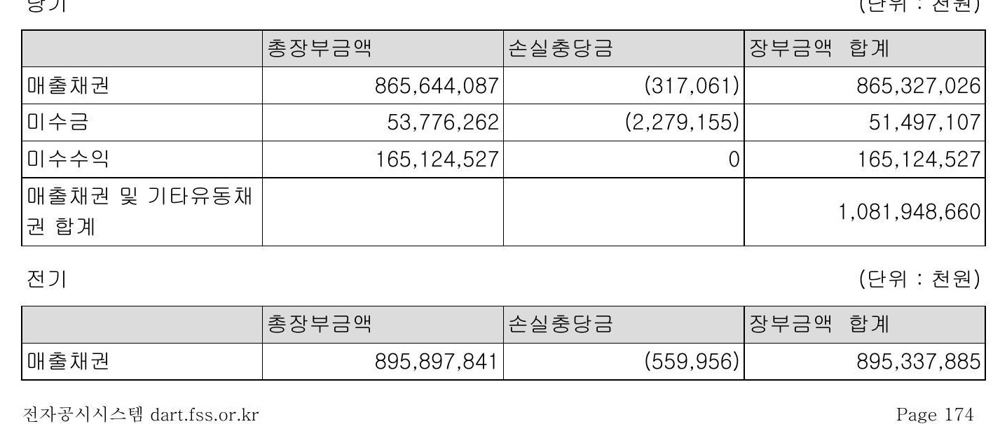 당기 (단위 : 천원)
총장부금액 손실충당금 장부금액 합계
매출채권 865,644,087 (317,061) 865,327,026
미수금 53,776,262 (2,279,155) 51,497,107
미수수익 165,124,527 0 165,124,527
매출채권 및 기타유동채
권 합계 1,081,948,660
전기 (단위 : 천원)
총장부금액 손실충당금 장부금액 합계
매출채권 895,897,841 (559,956) 895,337,885
전자공시시스템 dart.fss.or.kr Page 174